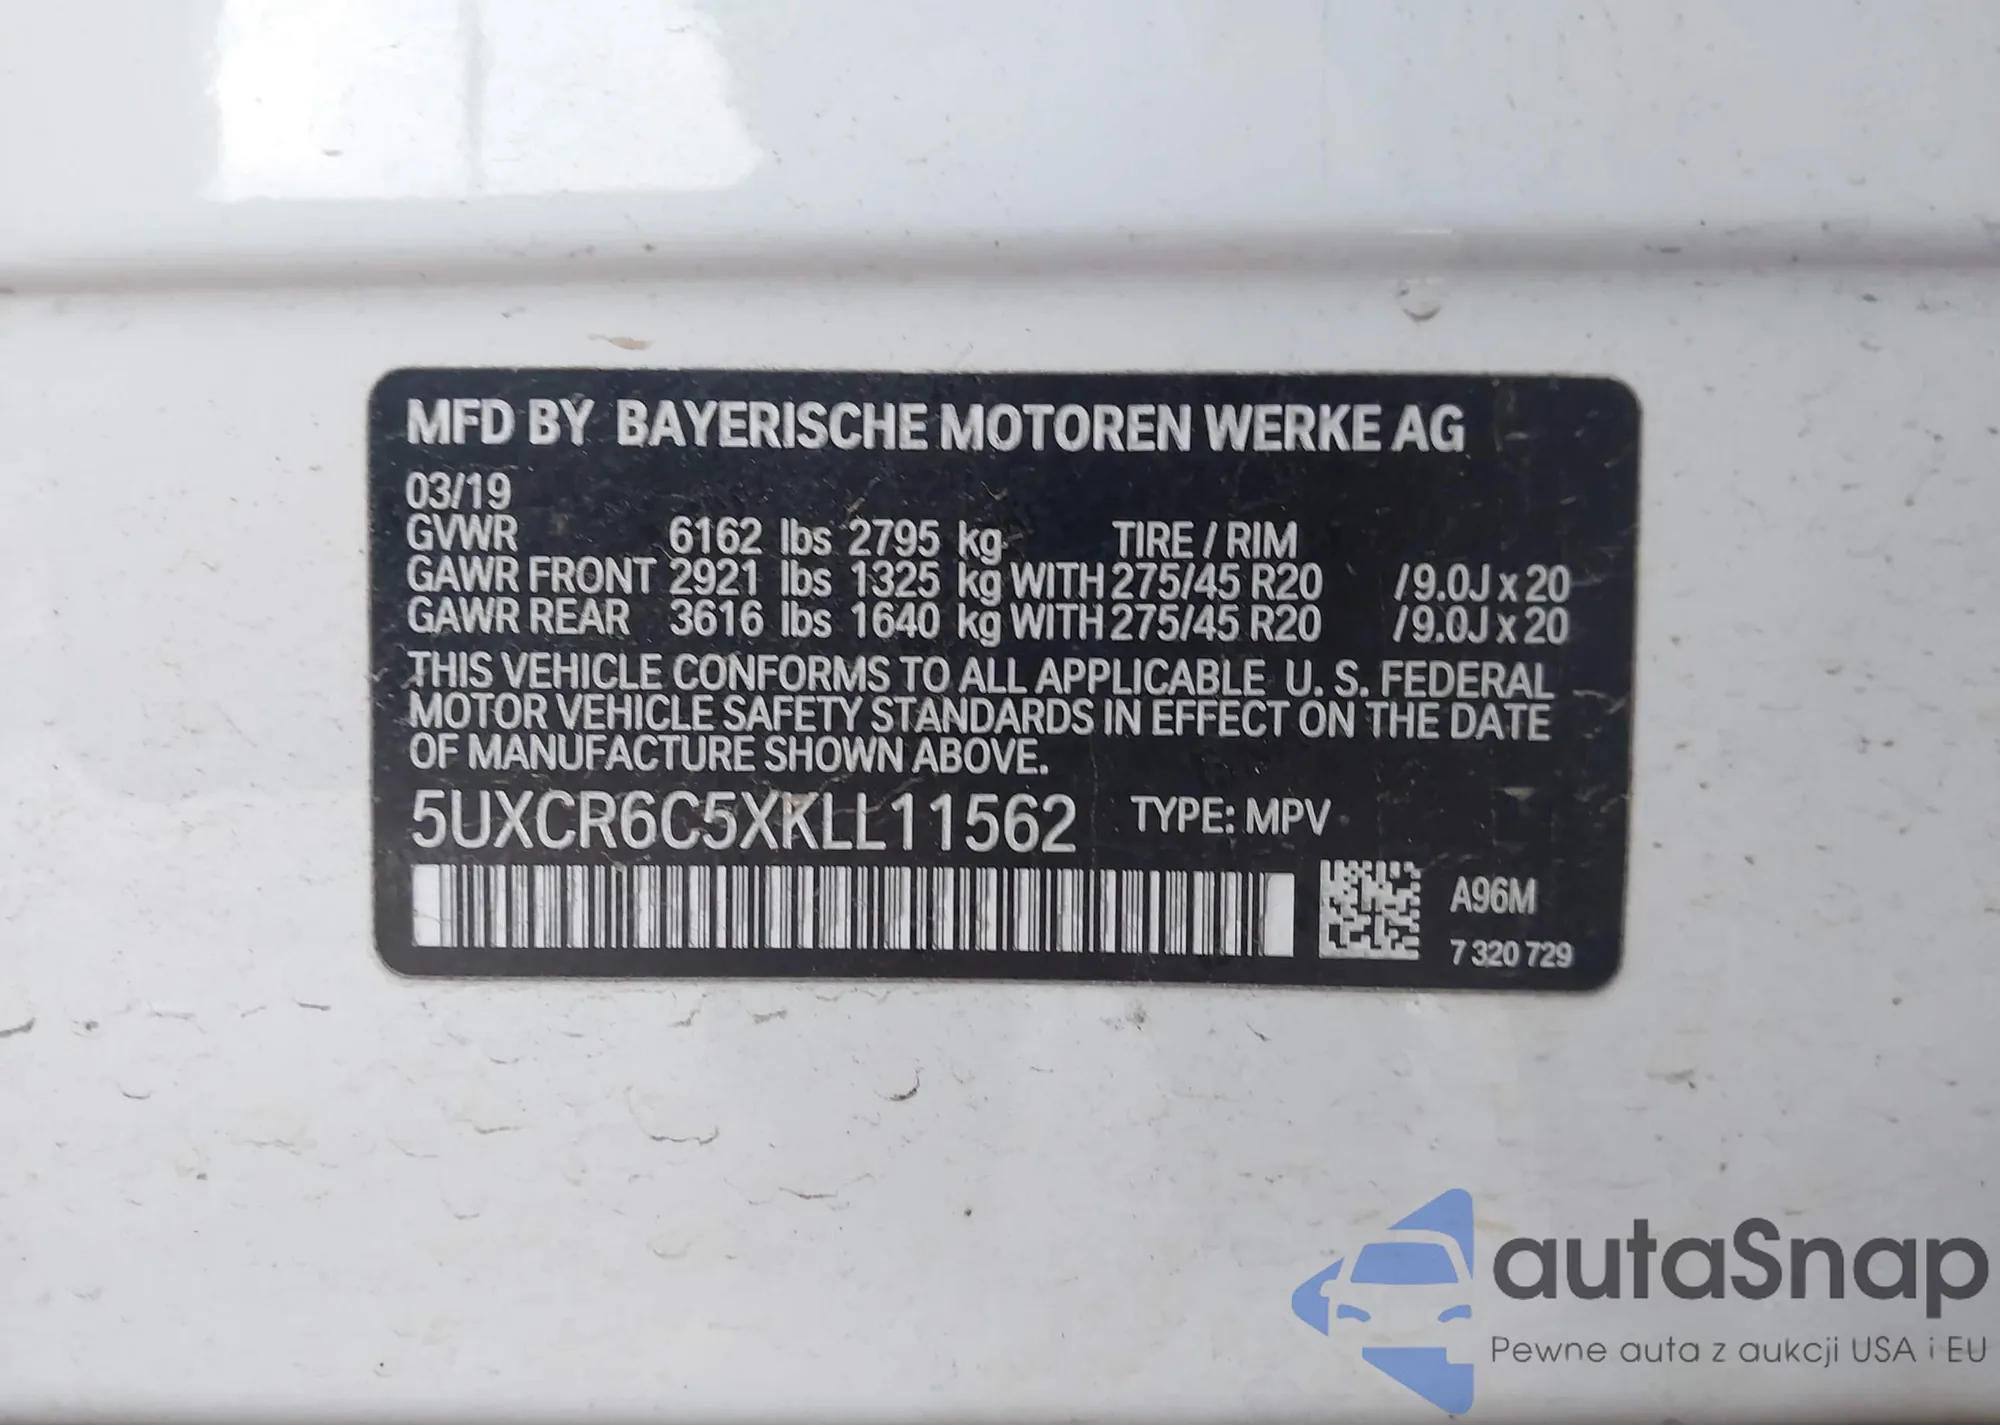 MFD BY BAYERISCHE MOTOREN WERKE AG
03/19
GVWR 6162 lbs 2795 kg TIRE / RIM
GAWR FRONT 2921 lbs 1325 kg WITH 275/45 R20 /9.0J x 20
GAWR REAR 3616 lbs 1640 kg WITH 275/45 R20 /9.0J x 20
THIS VEHICLE CONFORMS TO ALL APPLICABLE U. S. FEDERAL
MOTOR VEHICLE SAFETY STANDARDS IN EFFECT ON THE DATE
OF MANUFACTURE SHOWN ABOVE.
5UXCR6C5XKLL11562 TYPE: MPV
A96M
7 320 729
autaSnap
Pewne auta z aukcji USA i EU